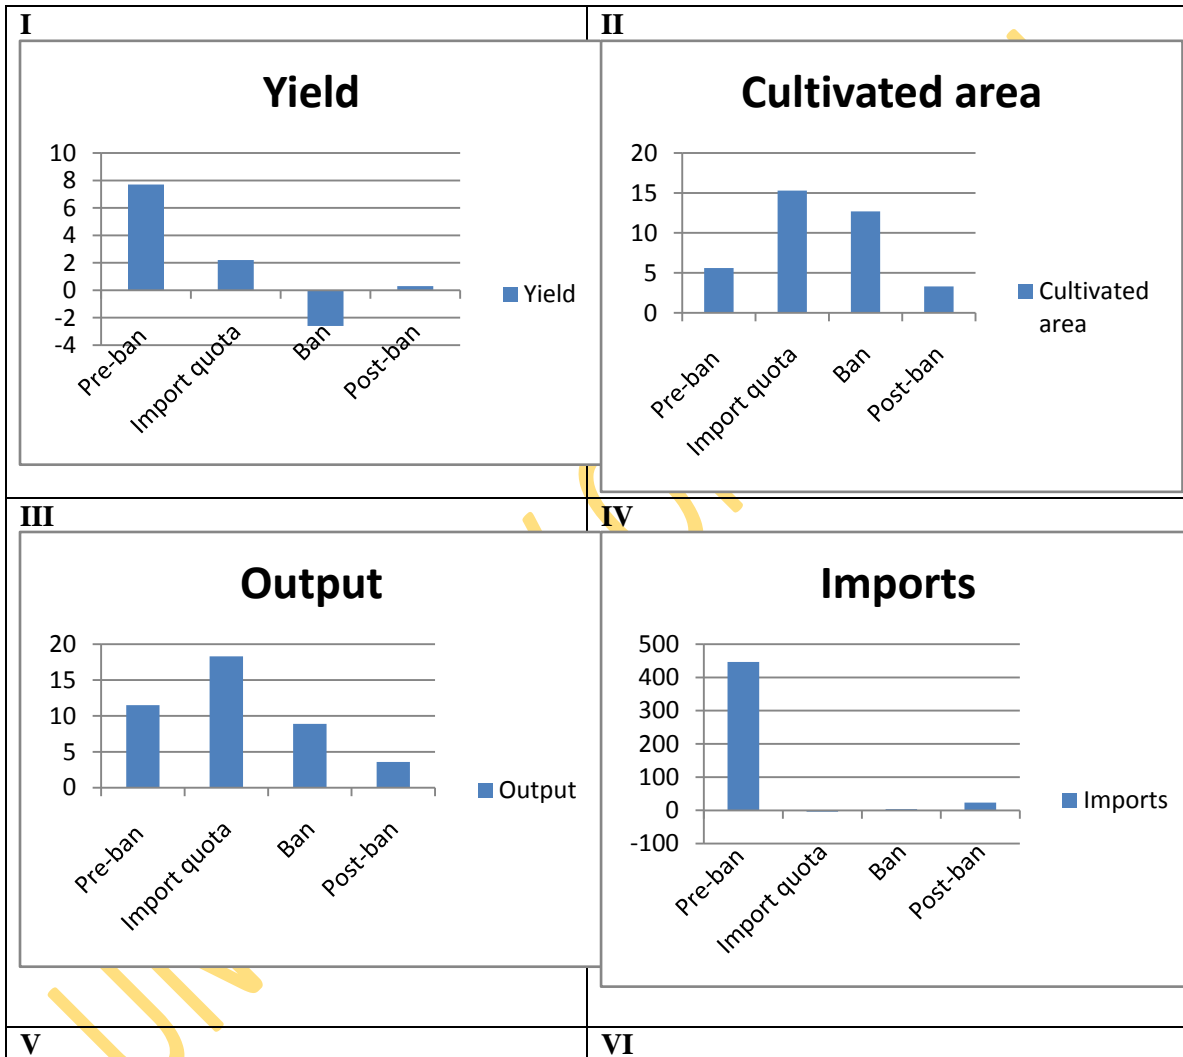 I
Yield
10
8
6
4
2
0
-2
-4
Pre-ban
Import quota
Ban
Post-ban
Yield
II
Cultivated area
20
15
10
5
0
Pre-ban
Import quota
Ban
Post-ban
Cultivated
area
III
Output
20
15
10
5
0
Pre-ban
Import quota
Ban
Post-ban
Output
IV
Imports
500
400
300
200
100
0
-100
Pre-ban
Import quota
Ban
Post-ban
Imports
V
VI